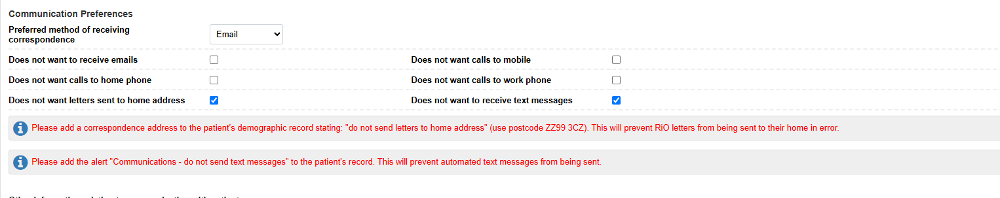 Communication Preferences
Preferred method of receiving
correspondence
Email
Does not want to receive emails
Does not want calls to mobile
Does not want calls to home phone
Does not want calls to work phone
Does not want letters sent to home address
Does not want to receive text messages
Please add a correspondence address to the patient's demographic record stating: "do not send letters to home address" (use postcode ZZ99 3CZ). This will prevent RiO letters from being sent to their home in error.
Please add the alert "Communications - do not send text messages" to the patient's record. This will prevent automated text messages from being sent.